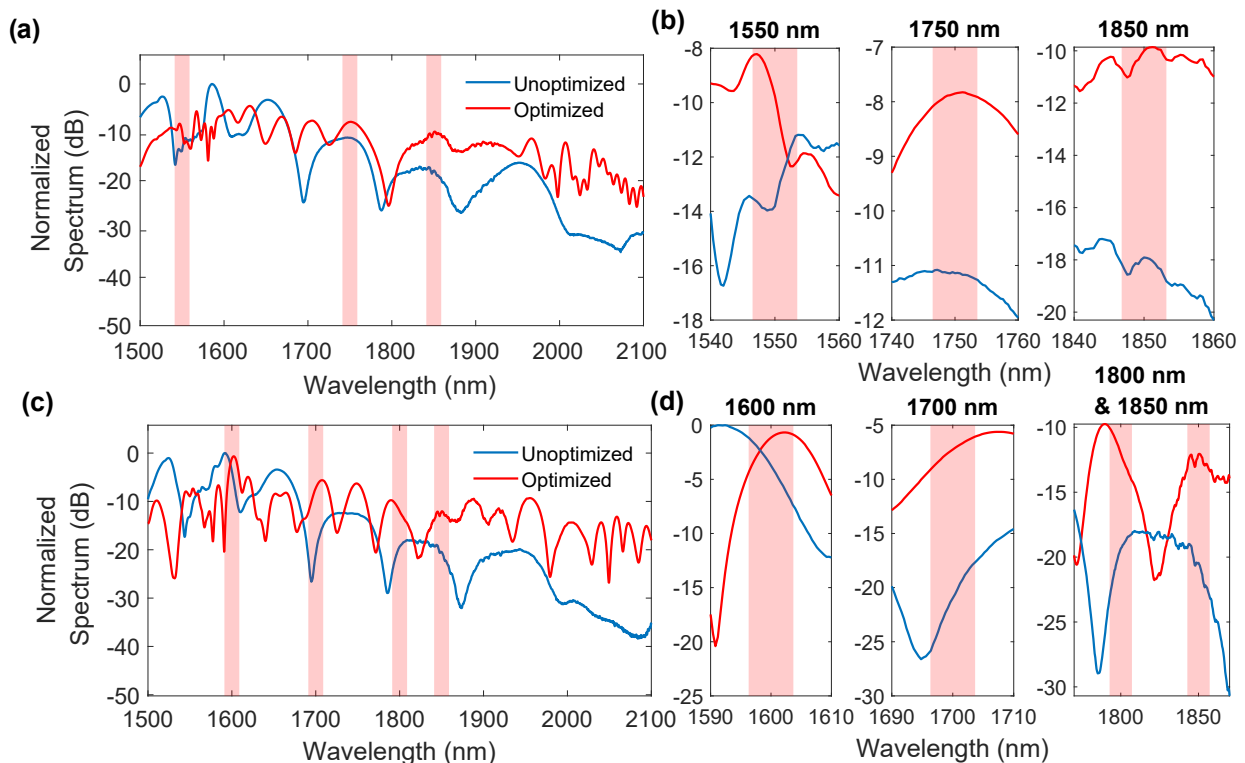 (a)
Normalized
Spectrum (dB)
0
-10
-20
-30
-40
-50
Unoptimized
Optimized
1500 1600 1700 1800 1900 2000 2100
Wavelength (nm)
(b)
1550 nm
-8
-10
-12
-14
-16
-18
1540 1550 1560
1750 nm
-7
-8
-9
-10
-11
-12
1740 1750 1760
1850 nm
-10
-12
-14
-16
-18
-20
1840 1850 1860
Wavelength (nm)
(c)
Normalized
Spectrum (dB)
0
-10
-20
-30
-40
-50
Unoptimized
Optimized
1500 1600 1700 1800 1900 2000 2100
Wavelength (nm)
(d)
1600 nm
0
-5
-10
-15
-20
-25
1590 1600 1610
1700 nm
-5
-10
-15
-20
-25
-30
1690 1700 1710
1800 nm
& 1850 nm
-10
-15
-20
-25
-30
1800 1850
Wavelength (nm)